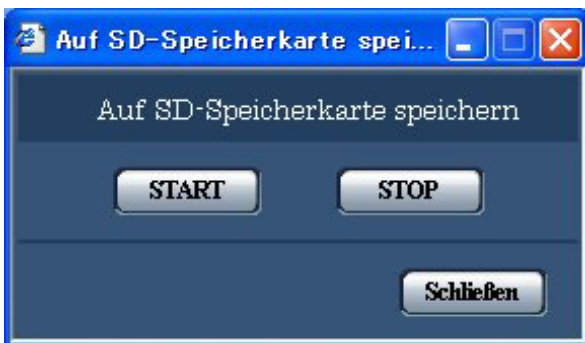 Auf SD-Speicherkarte spei...
Auf SD-Speicherkarte speichern
START STOP
Schließen